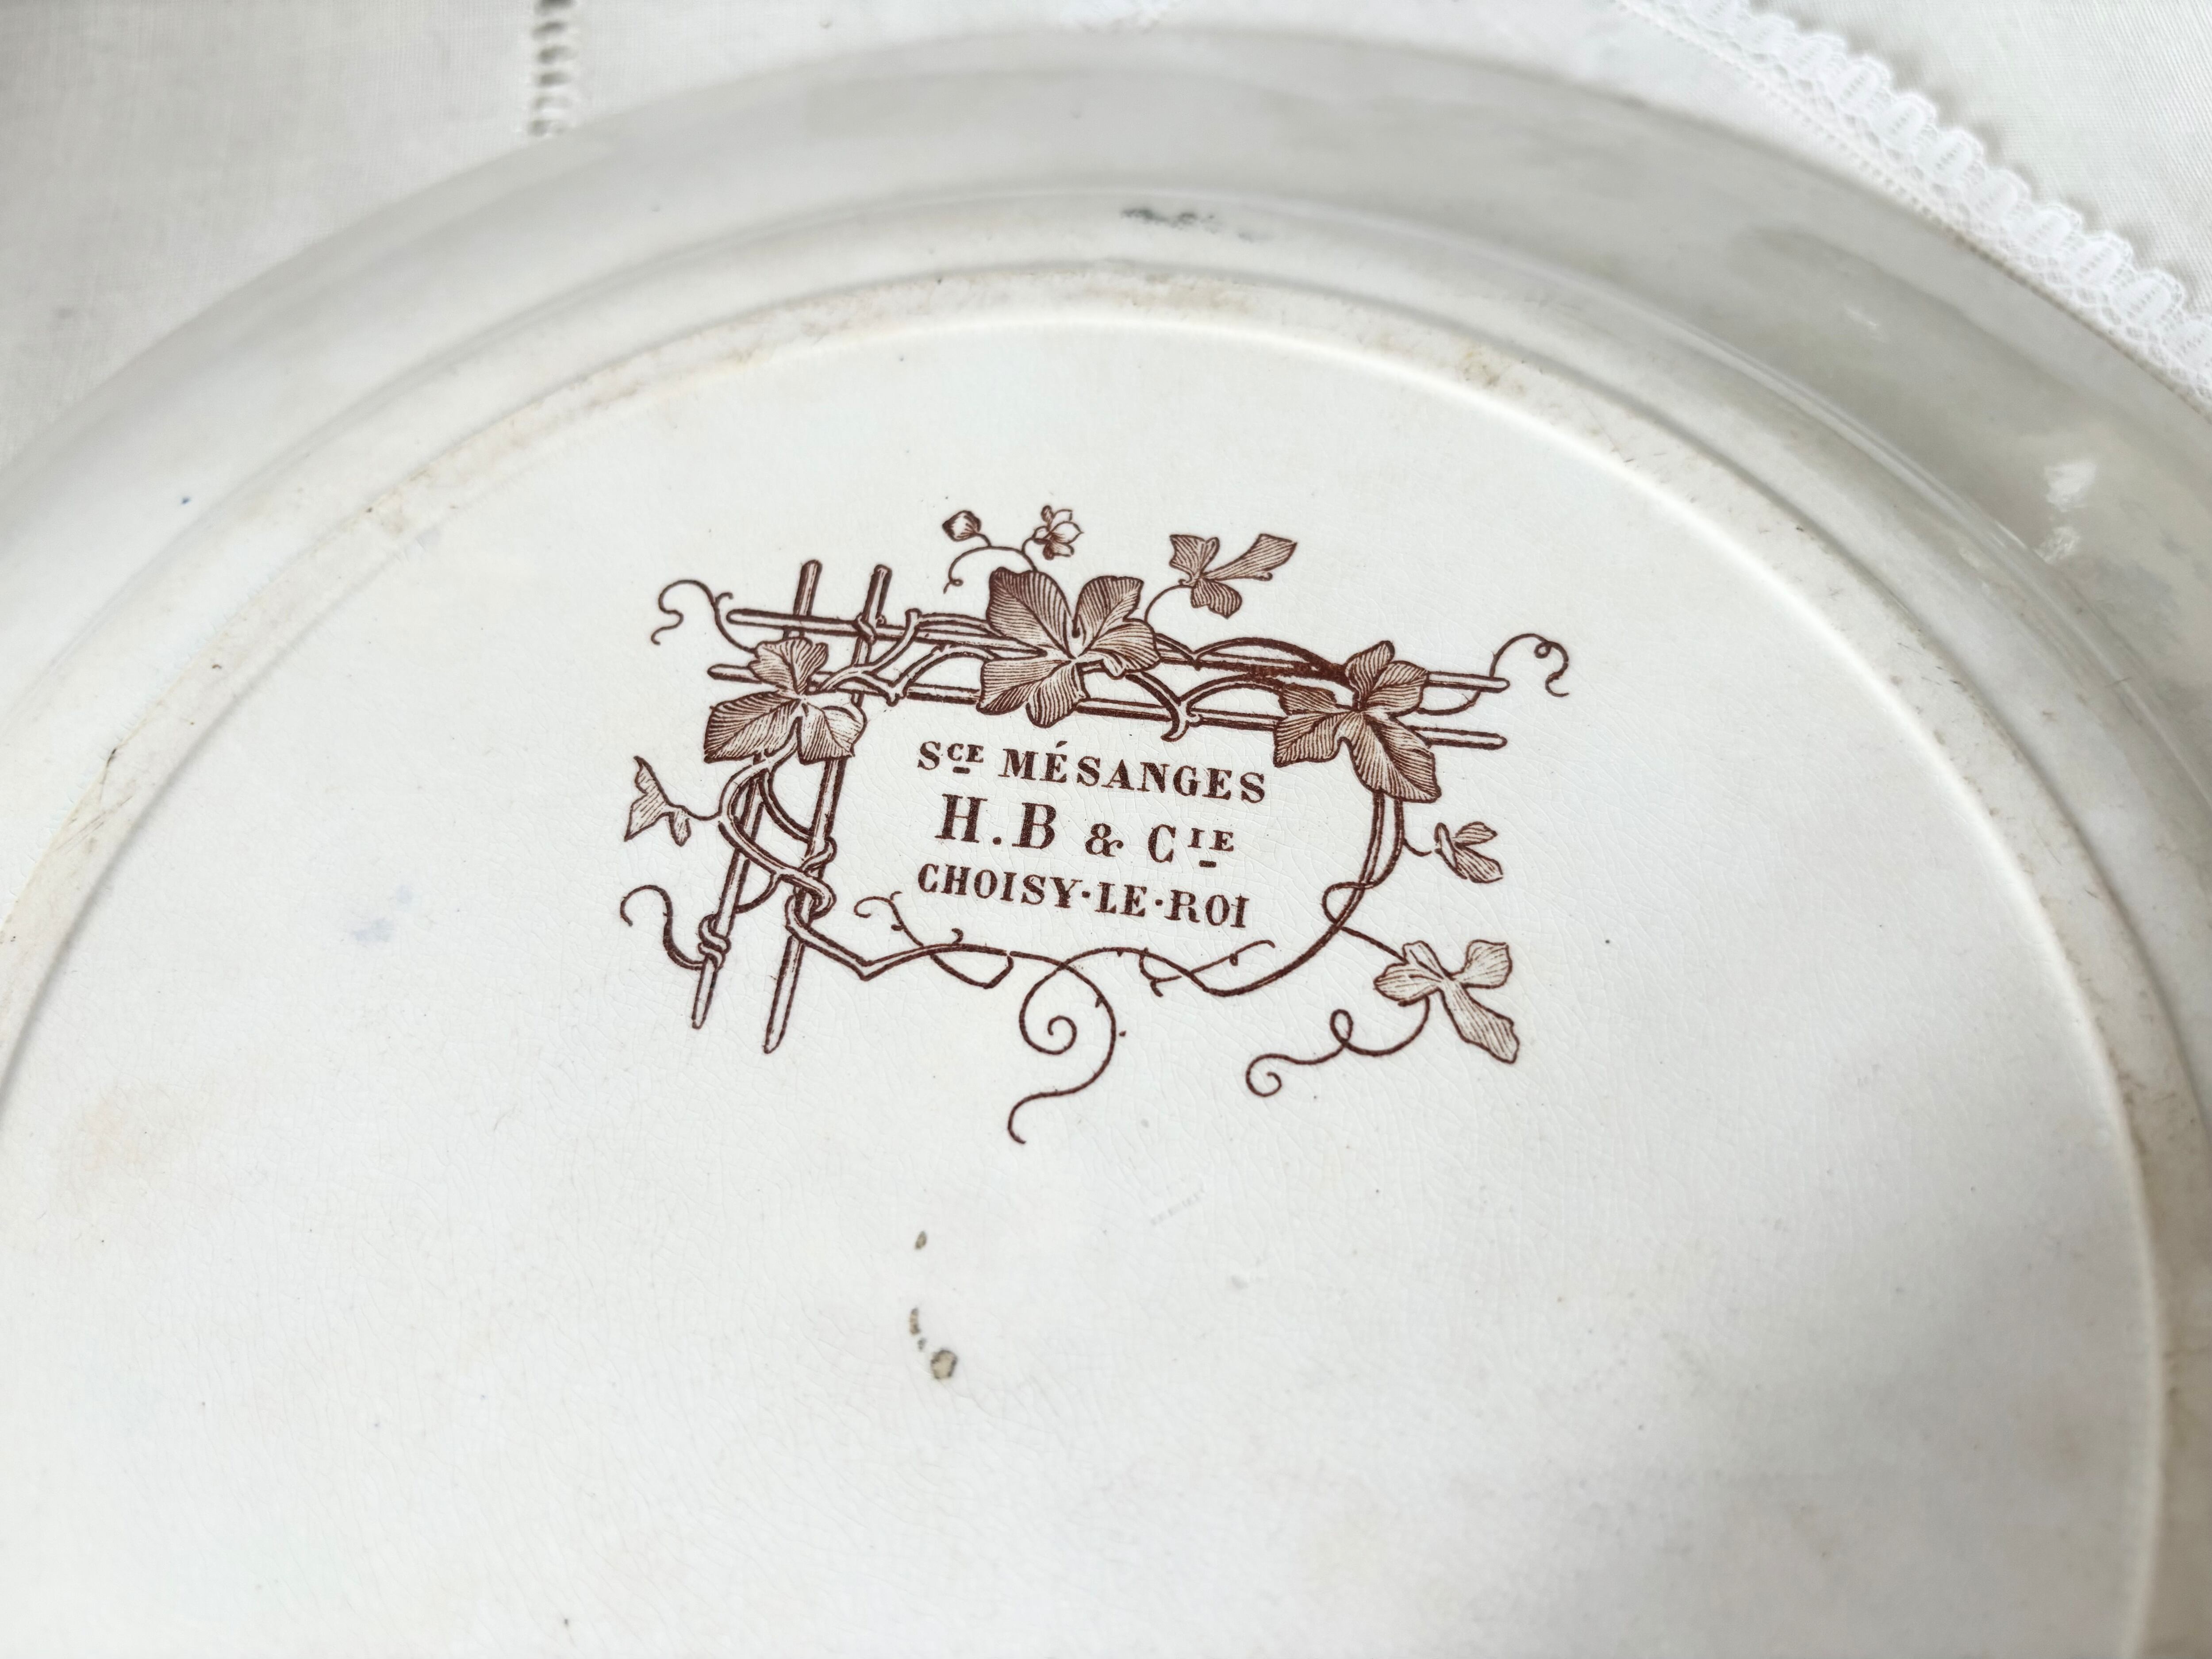 Sce MÉSANGES
H.B & CIE
CHOISY·LE·ROI